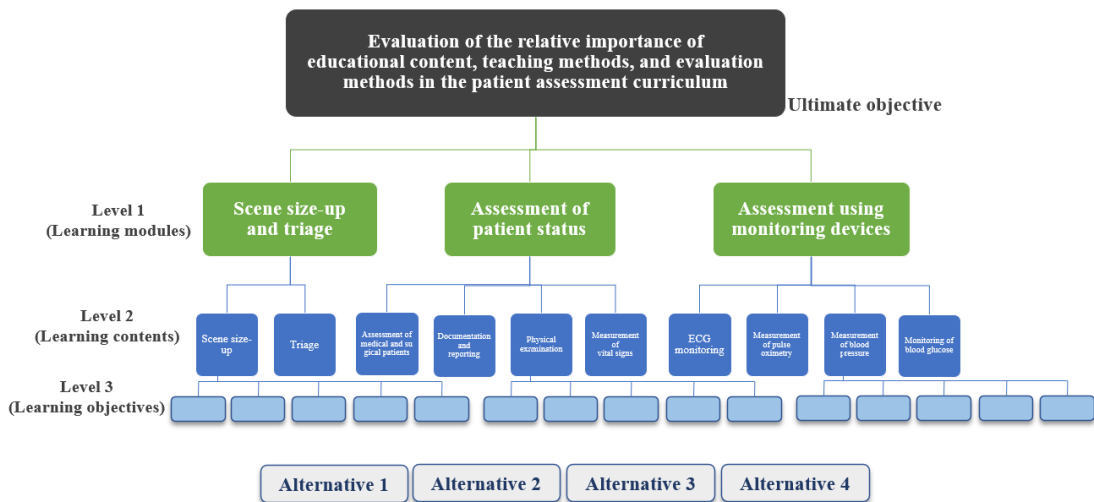 Evaluation of the relative importance of
educational content, teaching methods, and evaluation
methods in the patient assessment curriculum
Ultimate objective
Level 1
(Learning modules)
Scene size-up
and triage
Assessment of
patient status
Assessment using
monitoring devices
Level 2
(Learning contents)
Scene size-
up
Triage
Assessment of
medical and su
gical patients
Documentation
and
reporting
Physical
exmination
Measurement
of
vital signs
ECG
monitoring
Measurement
of pulse
oximetry
Measurement
of blood
pressure
Monitoring of
blood glucose
Level 3
(Learning objectives)
Alternative 1
Alternative 2
Alternative 3
Alternative 4